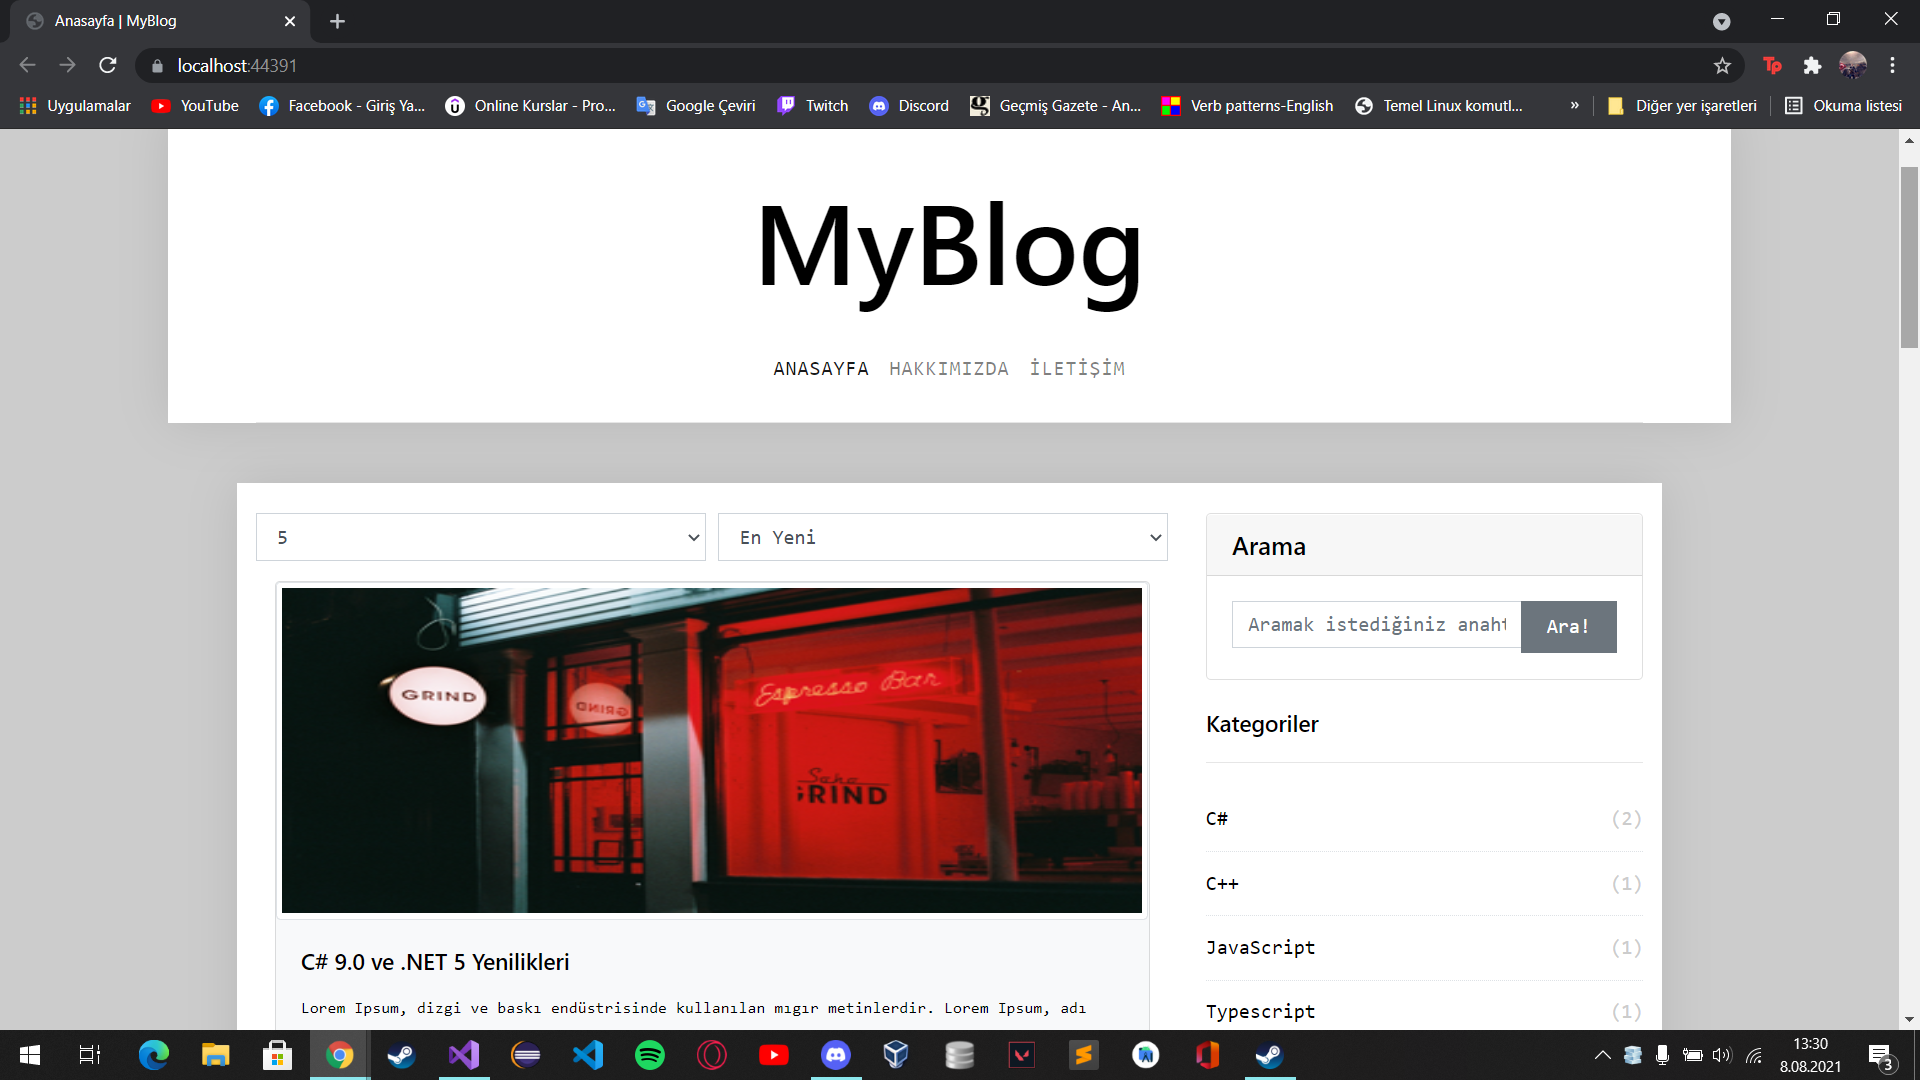 Anasayfa | MyBlog
localhost:44391
Uygulamalar YouTube Facebook - Giriş Ya... Online Kurslar - Pro... Google Çeviri Twitch Discord Geçmiş Gazete - An... Verb patterns-English Temel Linux komutl... » Diğer yer işaretleri Okuma listesi
MyBlog
ANASAYFA HAKKIMIZDA İLETİŞİM
5 En Yeni
Arama
Aramak istediğiniz anaht Ara!
GRIND
GRIND
Espresso Bar
Soho
GRIND
Kategoriler
C# (2)
C++ (1)
JavaScript (1)
Typescript (1)
C# 9.0 ve .NET 5 Yenilikleri
Lorem Ipsum, dizgi ve baskı endüstrisinde kullanılan mıgır metinlerdir. Lorem Ipsum, adı
13:30
8.08.2021
3